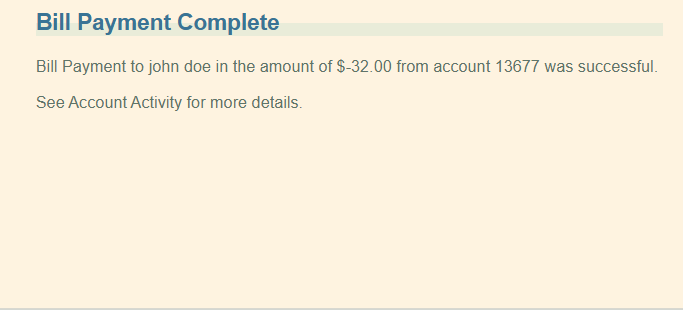 Bill Payment Complete
Bill Payment to john doe in the amount of $-32.00 from account 13677 was successful.
See Account Activity for more details.